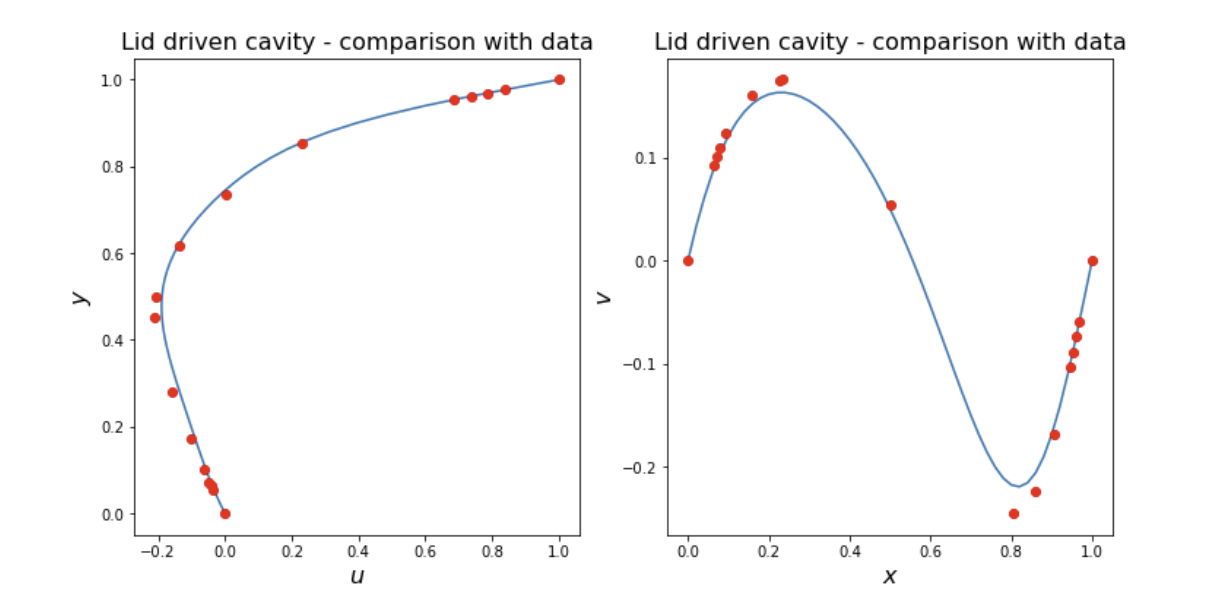 Lid driven cavity - comparison with data
1.0
0.8
0.6
0.4
0.2
0.0
y
−0.2 0.0 0.2 0.4 0.6 0.8 1.0
u
Lid driven cavity - comparison with data
0.1
0.0
−0.1
−0.2
v
0.0 0.2 0.4 0.6 0.8 1.0
x